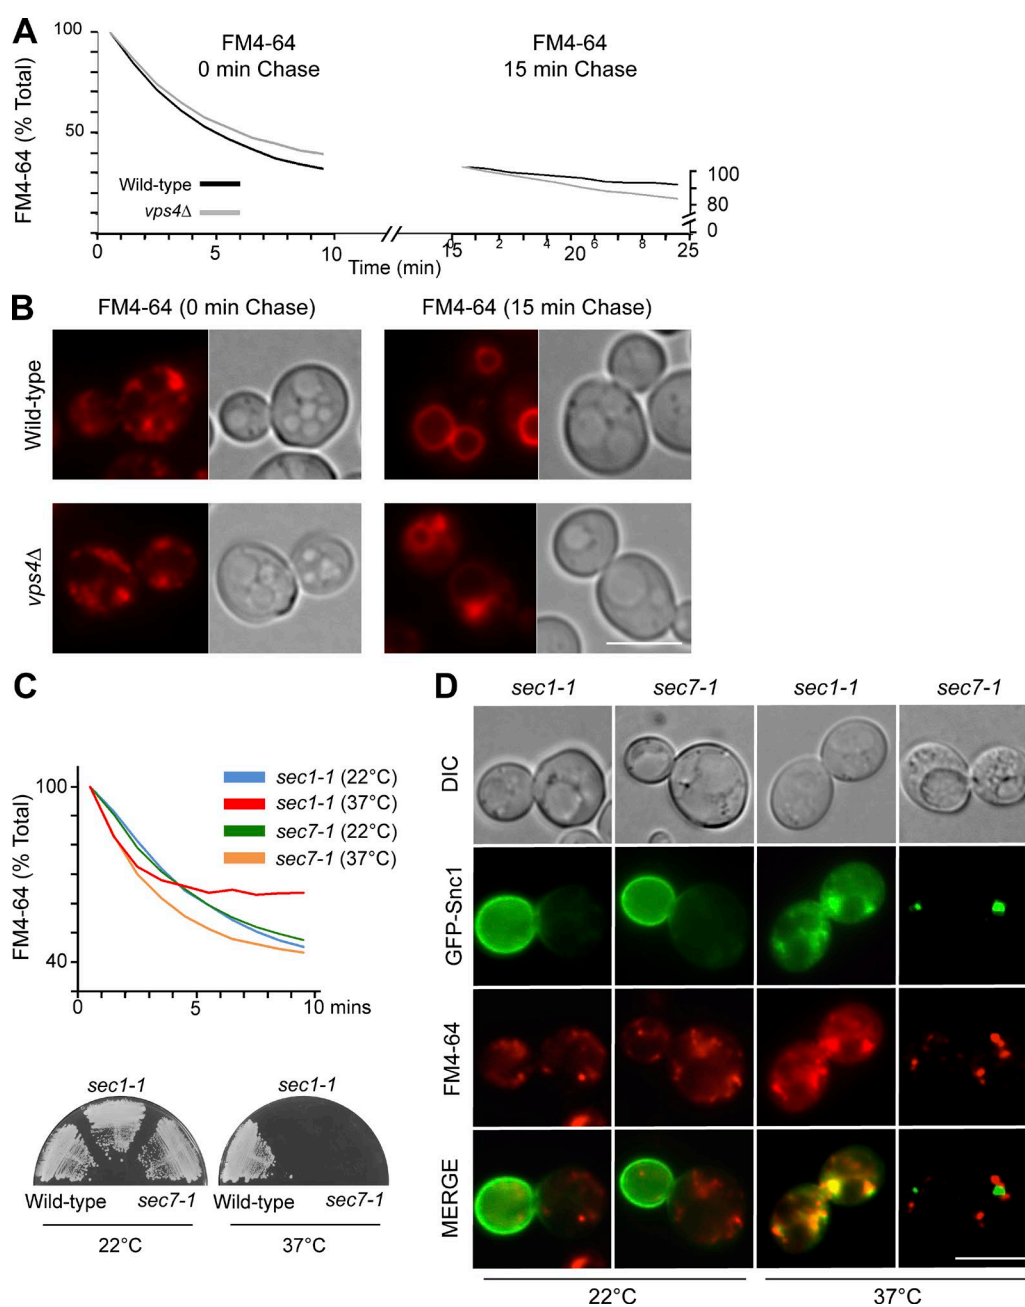 A
FM4-64
0 min Chase
FM4-64
15 min Chase
FM4-64 (% Total)
100
50
Wild-type
vps4Δ
100
80
0
0 5 10 15 20 25
0 2 4 6 8
Time (min)
B
FM4-64 (0 min Chase)
FM4-64 (15 min Chase)
Wild-type
vps4Δ
C
FM4-64 (% Total)
100
40
sec1-1 (22°C)
sec1-1 (37°C)
sec7-1 (22°C)
sec7-1 (37°C)
0 5 10 mins
sec1-1
sec1-1
Wild-type
sec7-1
Wild-type
sec7-1
22°C
37°C
D
sec1-1
sec7-1
sec1-1
sec7-1
DIC
GFP-Snc1
FM4-64
MERGE
22°C
37°C